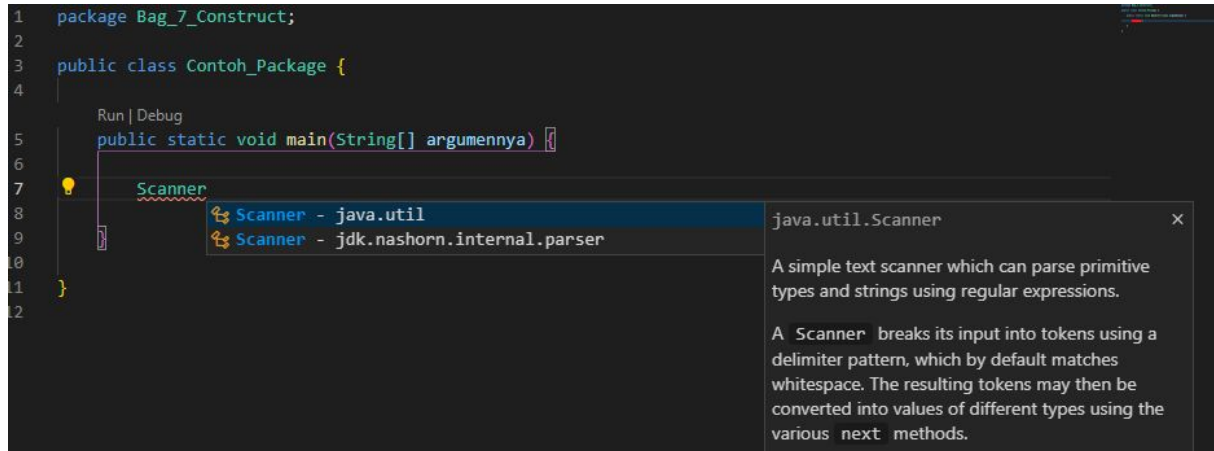 1 package Bag_7_Construct;
2
3 public class Contoh_Package {
4
Run | Debug
5 public static void main(String[] argumennya) {
6
7 Scanner
8
9 }
10
11 }
12
Scanner - java.util
Scanner - jdk.nashorn.internal.parser
java.util.Scanner
A simple text scanner which can parse primitive
types and strings using regular expressions.
A Scanner breaks its input into tokens using a
delimiter pattern, which by default matches
whitespace. The resulting tokens may then be
converted into values of different types using the
various next methods.